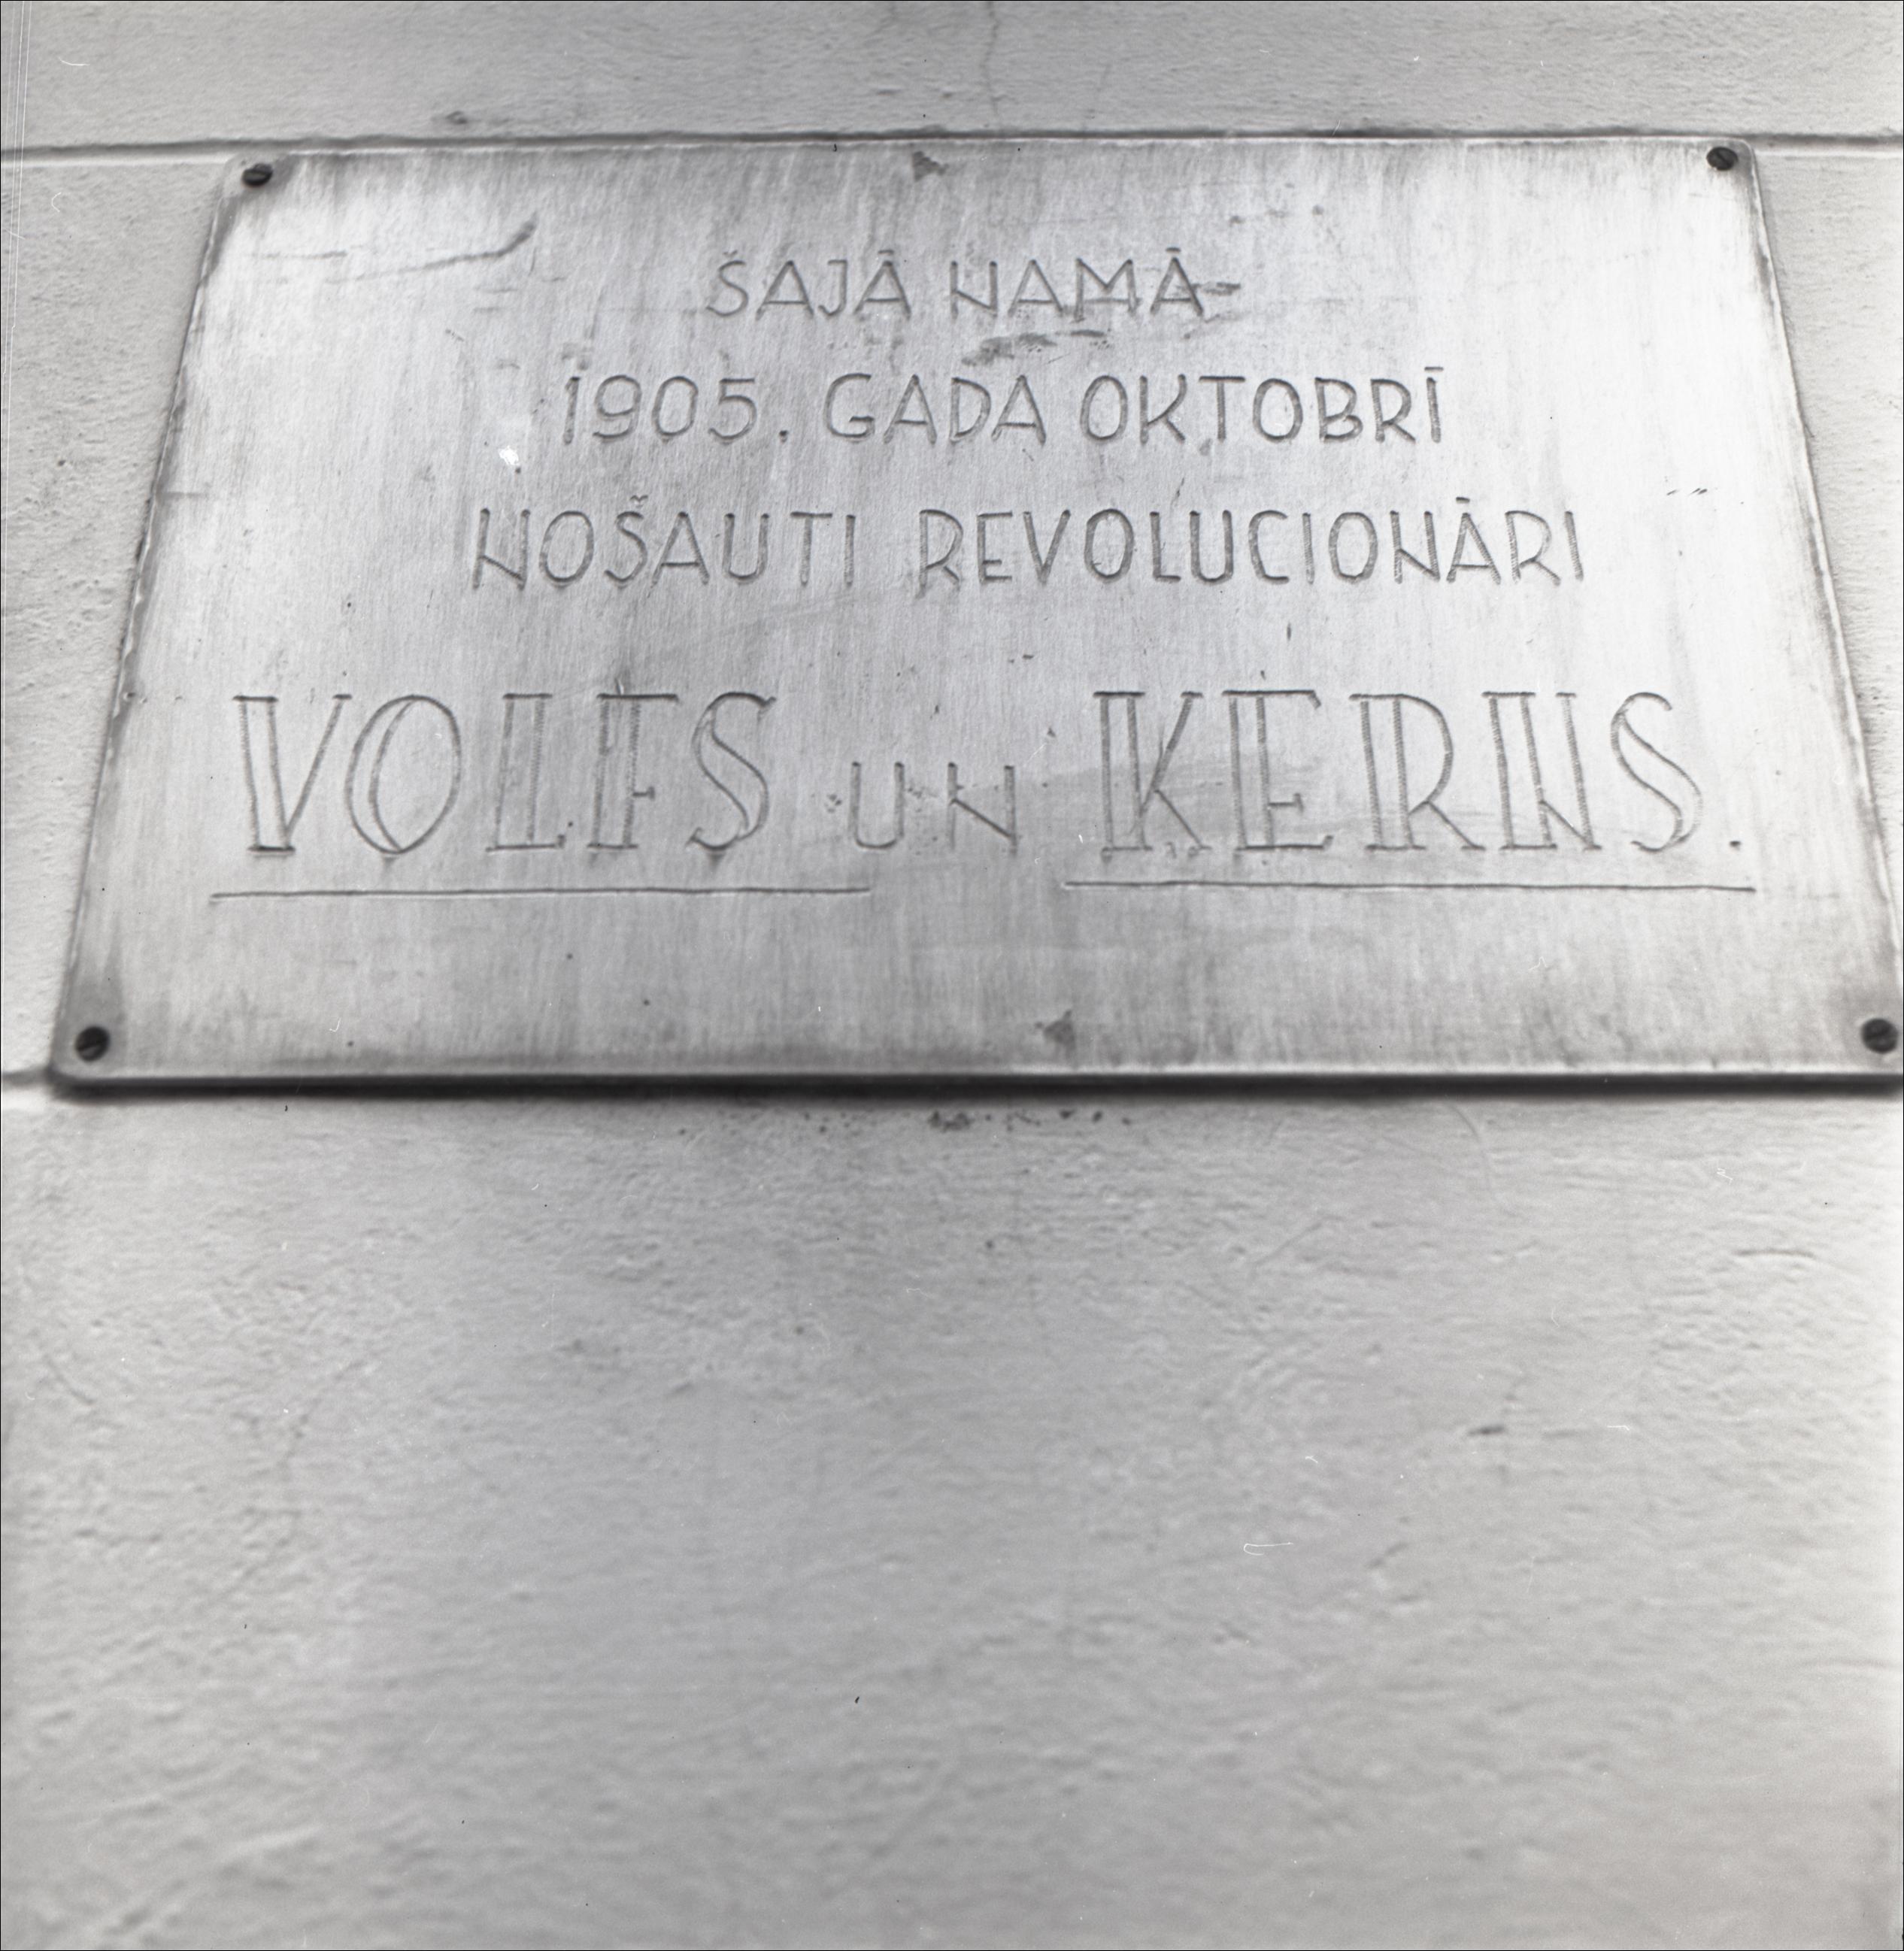 ŠAJĀ NAMĀ
1905. GADA OKTOBRĪ
NOŠAUTI REVOLUCIONĀRI
VOLFS UN KERNS.